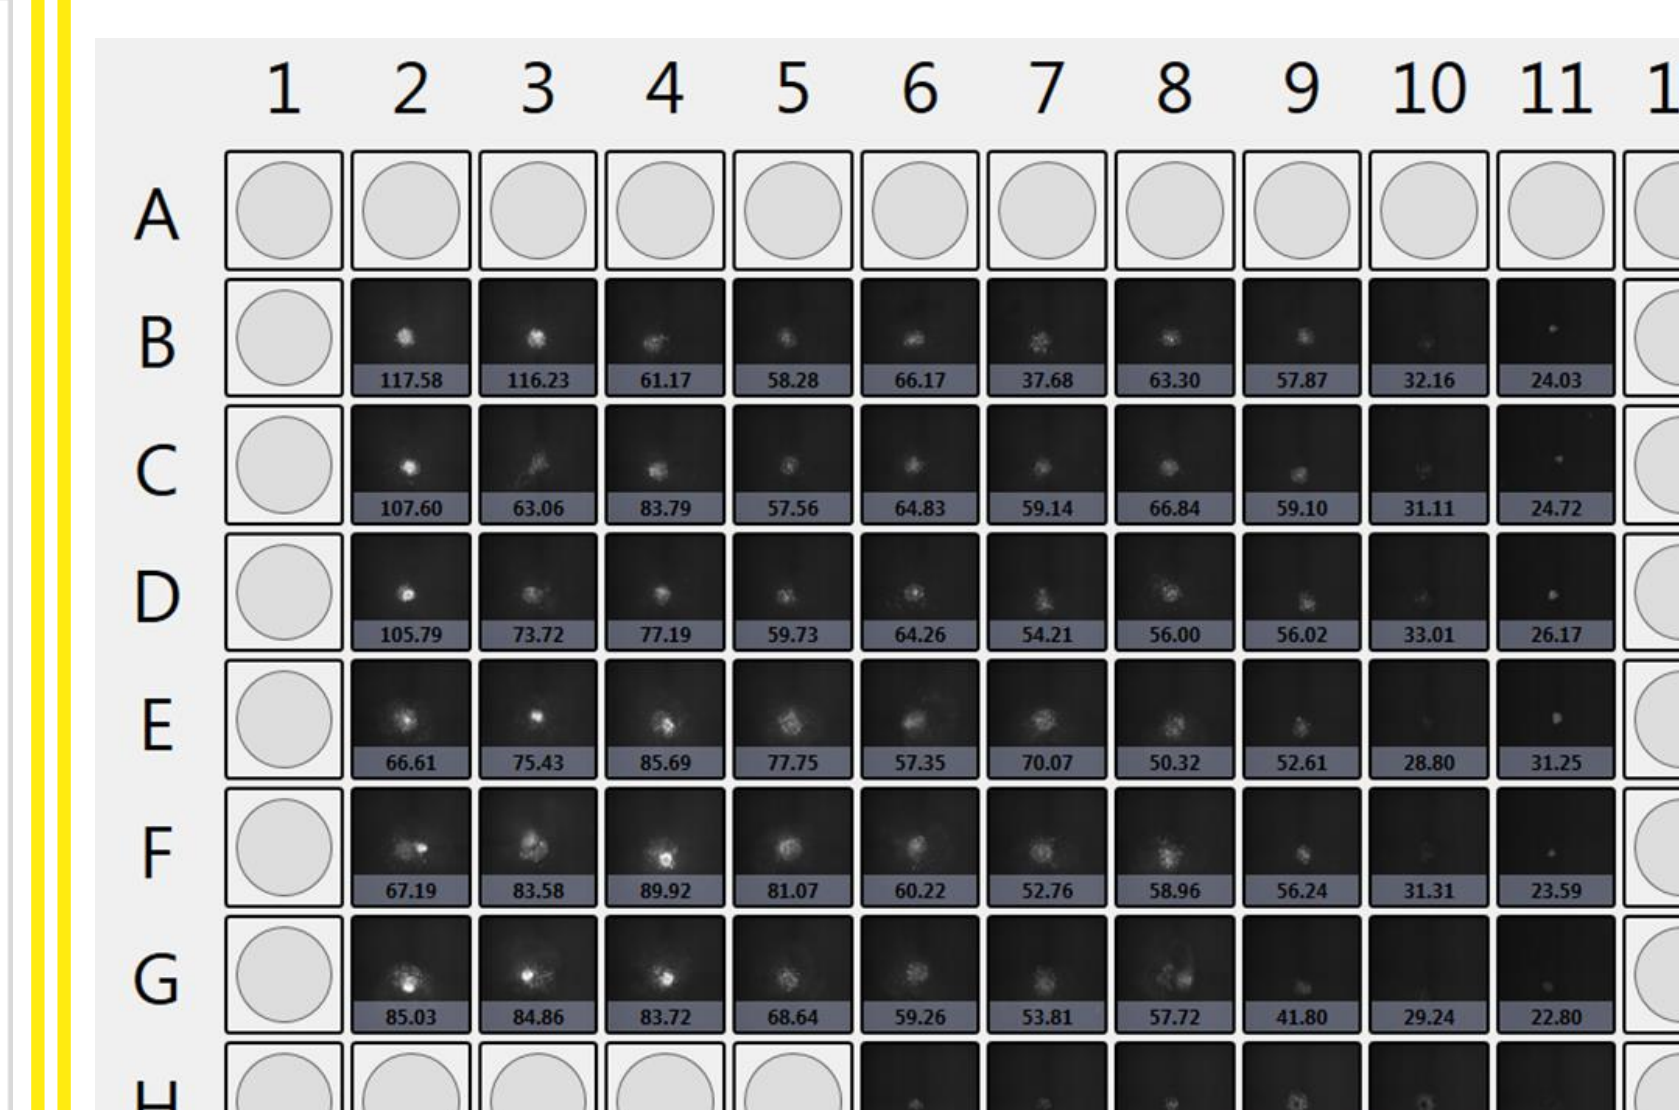 1 2 3 4 5 6 7 8 9 10 11
A
B 117.58 116.23 61.17 58.28 66.17 37.68 63.30 57.87 32.16 24.03
C 107.60 63.06 83.79 57.56 64.83 59.14 66.84 59.10 31.11 24.72
D 105.79 73.72 77.19 59.73 64.26 54.21 56.00 56.02 33.01 26.17
E 66.61 75.43 85.69 77.75 57.35 70.07 50.32 52.61 28.80 31.25
F 67.19 83.58 89.92 81.07 60.22 52.76 58.96 56.24 31.31 23.59
G 85.03 84.86 83.72 68.64 59.26 53.81 57.72 41.80 29.24 22.80
H